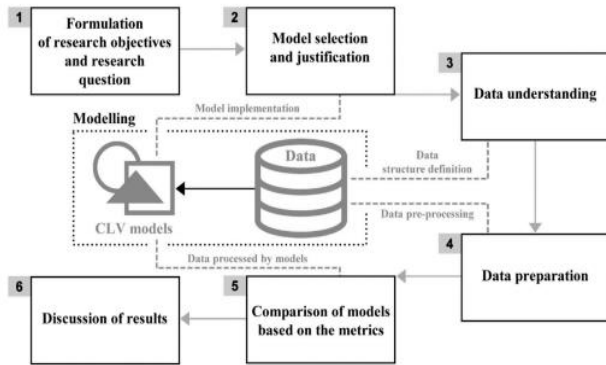 1
Formulation
of research objectives
and research
question
2
Model selection
and justification
3
Data understanding
Model implementation
Modelling
Data
CLV models
Data
structure definition
Data pre-processing
4
Data preparation
Data processed by models
5
Comparison of models
based on the metrics
6
Discussion of results